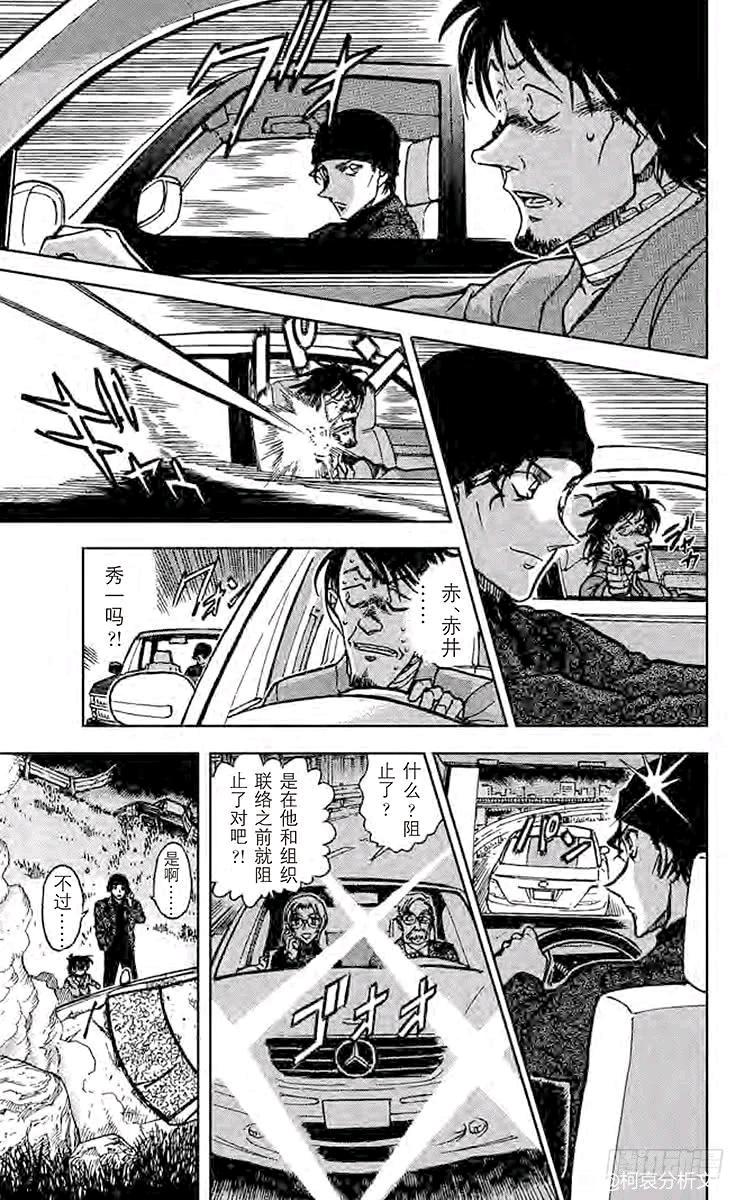 赤、赤井
……
秀一吗?!
什么?阻
止了?
是在他和组织
联络之前就阻
止了对吧?!
ゴォォ
是啊……
不过……
@柯哀分析文